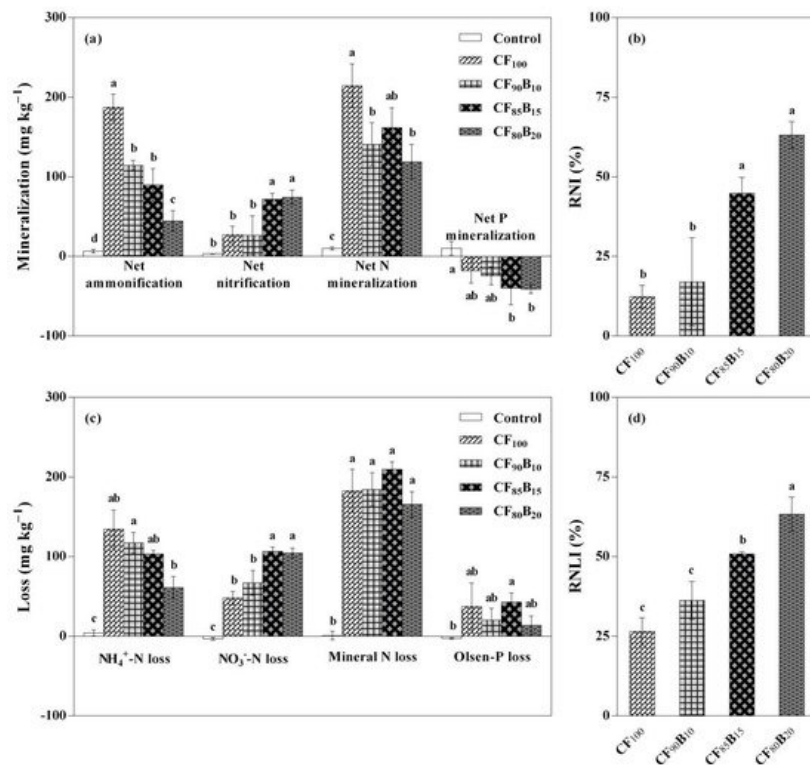 (a)
Control
CF₁₀₀
CF₉₀B₁₀
CF₈₅B₁₅
CF₈₀B₂₀
Mineralization (mg kg⁻¹)
300
200
100
0
-100
a
b
b
c
d
b
b
b
a
a
a
b
ab
b
c
a
ab
ab
b
b
Net ammonification
Net nitrification
Net N mineralization
Net P mineralization
(b)
RNI (%)
100
75
50
25
0
b
b
a
a
CF₁₀₀
CF₉₀B₁₀
CF₈₅B₁₅
CF₈₀B₂₀
(c)
Control
CF₁₀₀
CF₉₀B₁₀
CF₈₅B₁₅
CF₈₀B₂₀
Loss (mg kg⁻¹)
300
200
100
0
-100
c
ab
a
ab
b
c
b
b
a
a
b
a
a
a
a
b
ab
ab
a
ab
NH₄⁺-N loss
NO₃⁻-N loss
Mineral N loss
Olsen-P loss
(d)
RNLI (%)
100
75
50
25
0
c
c
b
a
CF₁₀₀
CF₉₀B₁₀
CF₈₅B₁₅
CF₈₀B₂₀